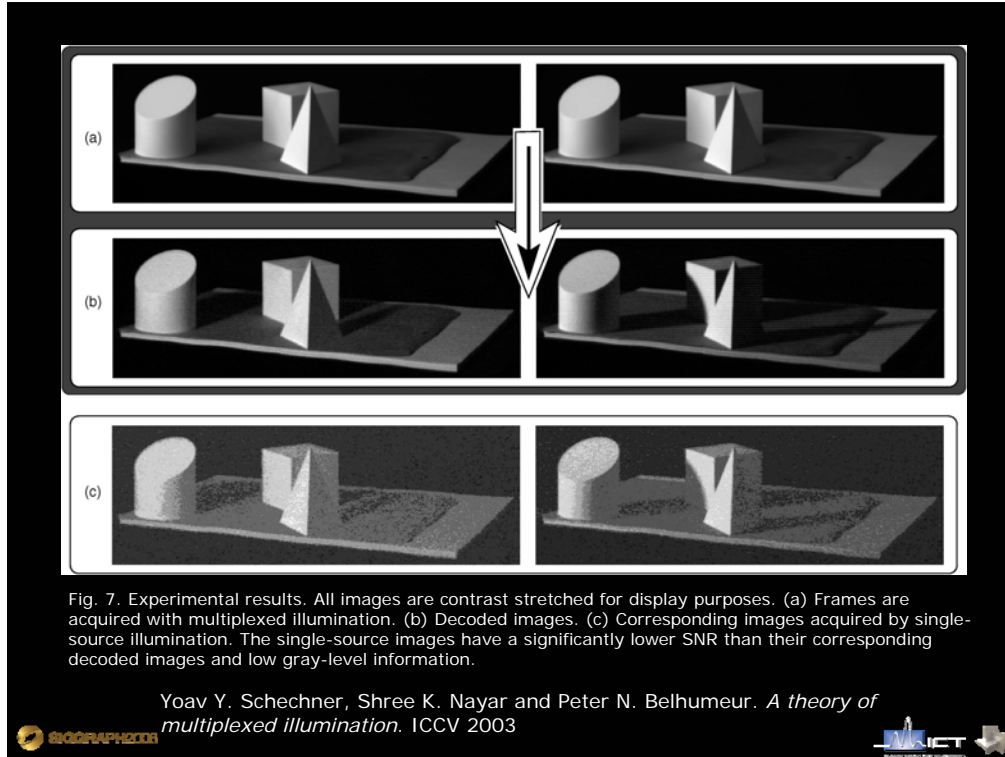 (a)
(b)
(c)
Fig. 7. Experimental results. All images are contrast stretched for display purposes. (a) Frames are
acquired with multiplexed illumination. (b) Decoded images. (c) Corresponding images acquired by single-
source illumination. The single-source images have a significantly lower SNR than their corresponding
decoded images and low gray-level information.
Yoav Y. Schechner, Shree K. Nayar and Peter N. Belhumeur. A theory of
multiplexed illumination. ICCV 2003
SIGGRAPH2006
ICT